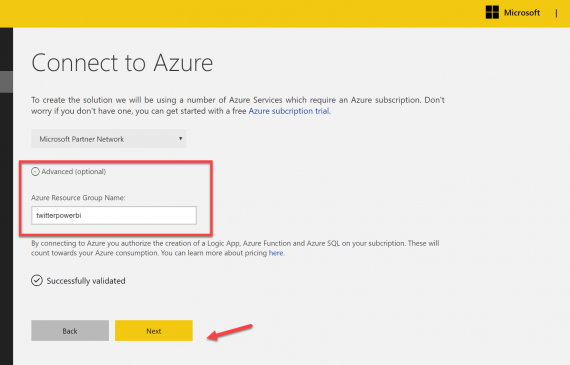 Microsoft |
Connect to Azure
To create the solution we will be using a number of Azure Services which require an Azure subscription. Don't
worry if you don't have one, you can get started with a free Azure subcription trial.
Microsoft Partner Network
Advanced (optional)
Azure Resource Group Name:
twitterpowerbi
By connecting to Azure you authorize the creation of a Logic App, Azure Function and Azure SQL on your subcription. These will
count towards your Azure consumption. You can learn more about pricing here.
Successfully validated
Back Next